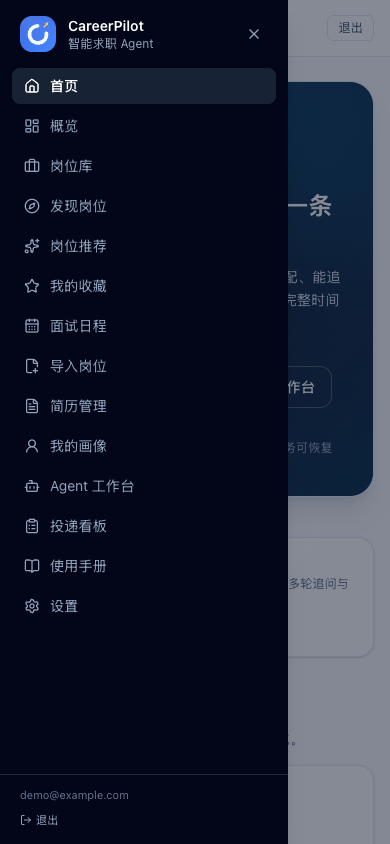 CareerPilot
智能求职 Agent
退出
首页
概览
岗位库
发现岗位
岗位推荐
我的收藏
面试日程
导入岗位
简历管理
我的画像
Agent 工作台
投递看板
使用手册
设置
一条
配、能追
完整时间
作台
务可恢复
多轮追问与
demo@example.com
退出